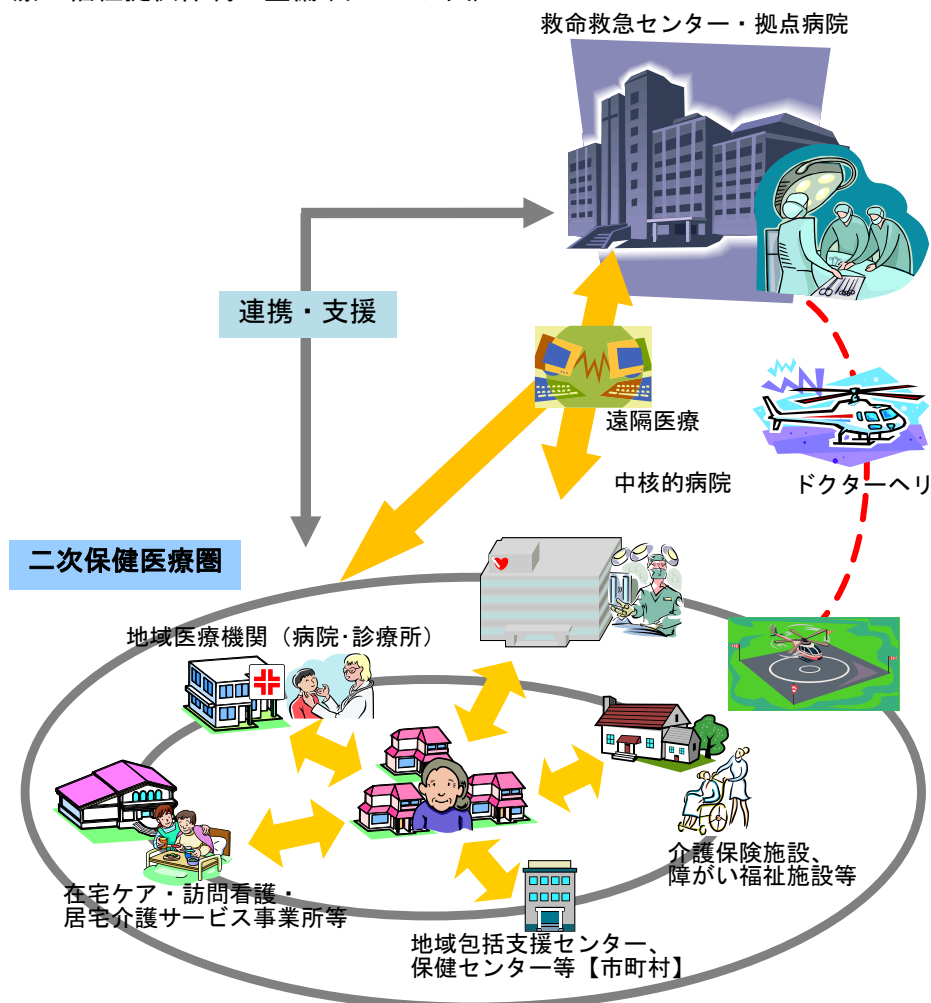 救命救急センター・拠点病院
連携・支援
遠隔医療
中核的病院
ドクターヘリ
二次保健医療圏
地域医療機関（病院･診療所）
介護保険施設、
障がい福祉施設等
在宅ケア・訪問看護・
居宅介護サービス事業所等
地域包括支援センター、
保健センター等【市町村】